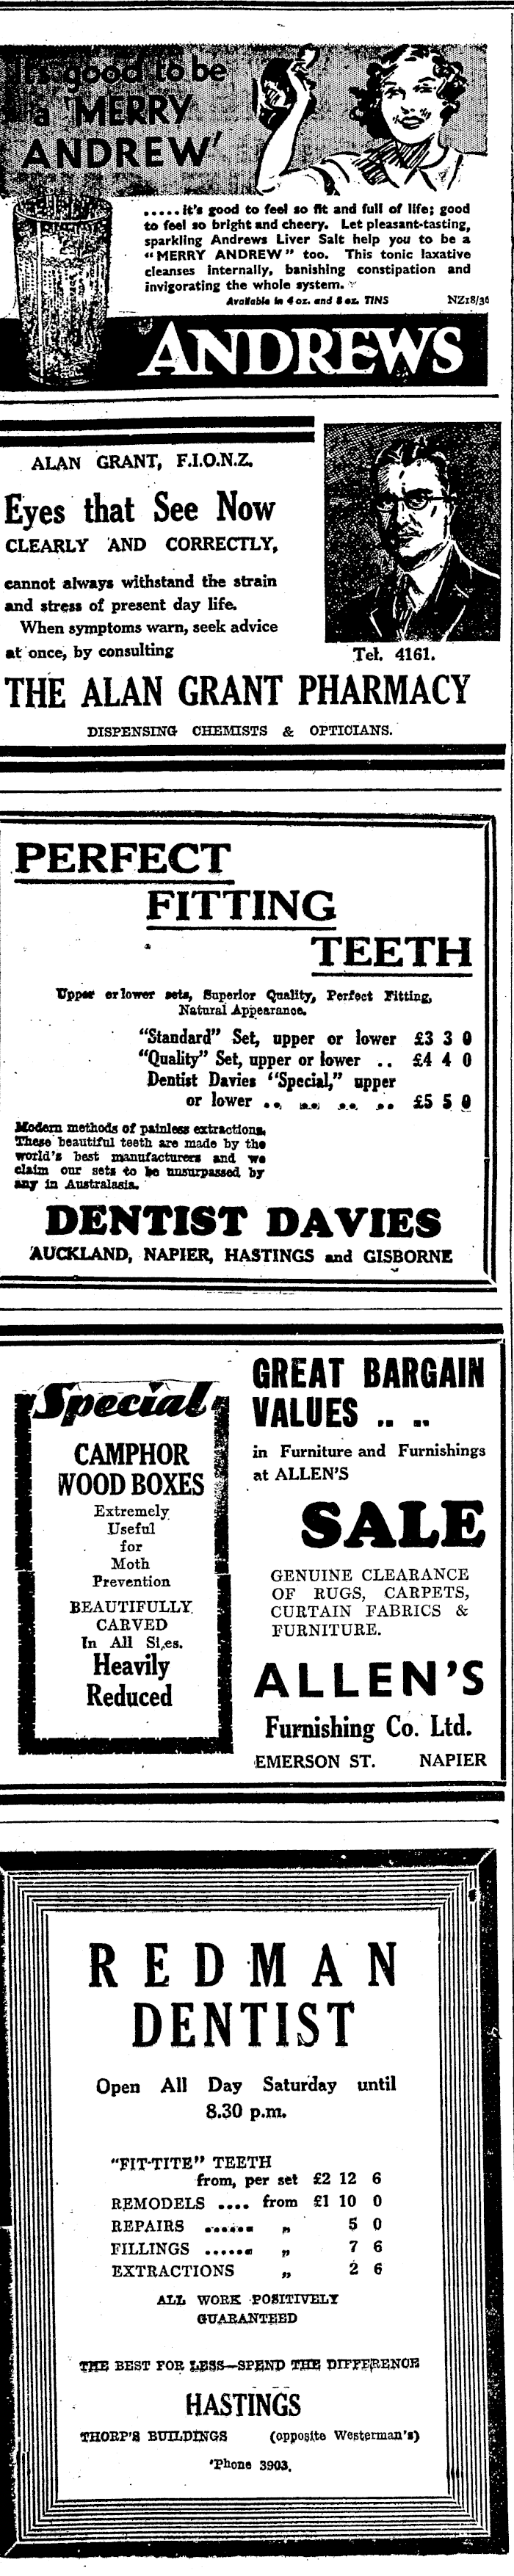 It's good to be
a 'MERRY
ANDREW'
.....it's good to feel so fit and full of life; good
to feel so bright and cheery. Let pleasant-tasting,
sparkling Andrews Liver Salt help you to be a
"MERRY ANDREW" too. This tonic laxative
cleanses internally, banishing constipation and
invigorating the whole system.
Available in 4 oz. and 8 oz. TINS NZ18/36
ANDREWS
ALAN GRANT, F.I.O.N.Z.
Eyes that See Now
CLEARLY AND CORRECTLY,
cannot always withstand the strain
and stress of present day life.
When symptoms warn, seek advice
at once, by consulting
Tel. 4161.
THE ALAN GRANT PHARMACY
DISPENSING CHEMISTS & OPTICIANS.
PERFECT
FITTING
TEETH
Upper or lower sets, Superior Quality, Perfect Fitting,
Natural Appearance.
"Standard" Set, upper or lower £3 3 0
"Quality" Set, upper or lower .. £4 4 0
Dentist Davies "Special," upper
or lower .. .. .. .. £5 5 0
Modern methods of painless extractions.
These beautiful teeth are made by the
world's best manufacturers and we
claim our sets to be unsurpassed by
any in Australasia.
DENTIST DAVIES
AUCKLAND, NAPIER, HASTINGS and GISBORNE
Special
CAMPHOR
WOOD BOXES
Extremely
Useful
for
Moth
Prevention
BEAUTIFULLY
CARVED
In All Sizes.
Heavily
Reduced
GREAT BARGAIN
VALUES .. ..
in Furniture and Furnishings
at ALLEN'S
SALE
GENUINE CLEARANCE
OF RUGS, CARPETS,
CURTAIN FABRICS &
FURNITURE.
ALLEN'S
Furnishing Co. Ltd.
EMERSON ST. NAPIER
REDMAN
DENTIST
Open All Day Saturday until
8.30 p.m.
"FIT-TITE" TEETH
from, per set £2 12 6
REMODELS .... from £1 10 0
REPAIRS ...... „ 5 0
FILLINGS ...... „ 7 6
EXTRACTIONS „ 2 6
ALL WORK POSITIVELY
GUARANTEED
THE BEST FOR LESS—SPEND THE DIFFERENCE
HASTINGS
THORP'S BUILDINGS (opposite Westerman's)
'Phone 3903.